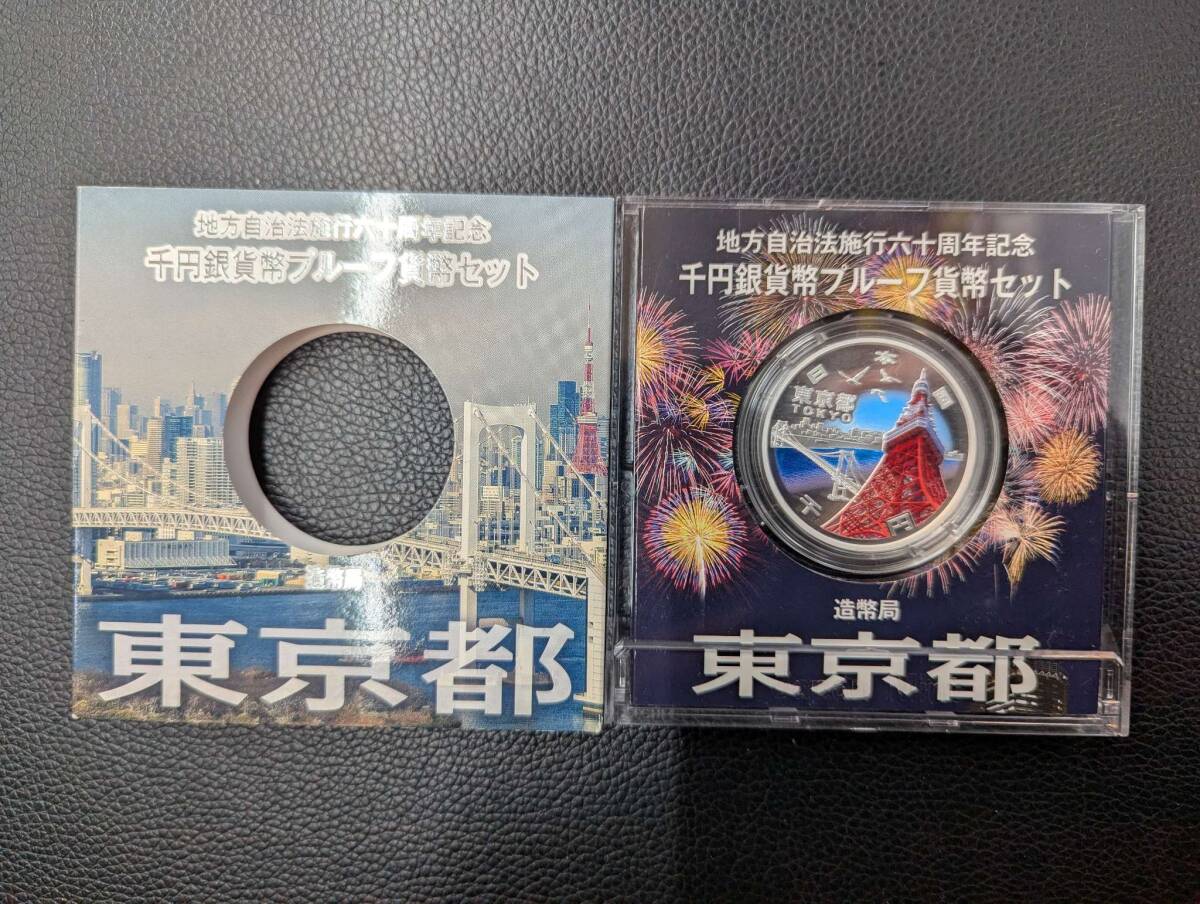 地方自治法施行六十周年記念
千円銀貨幣プルーフ貨幣セット
造幣局
東京都
地方自治法施行六十周年記念
千円銀貨幣プルーフ貨幣セット
日本国
東京都
TOKYO
千円
造幣局
東京都